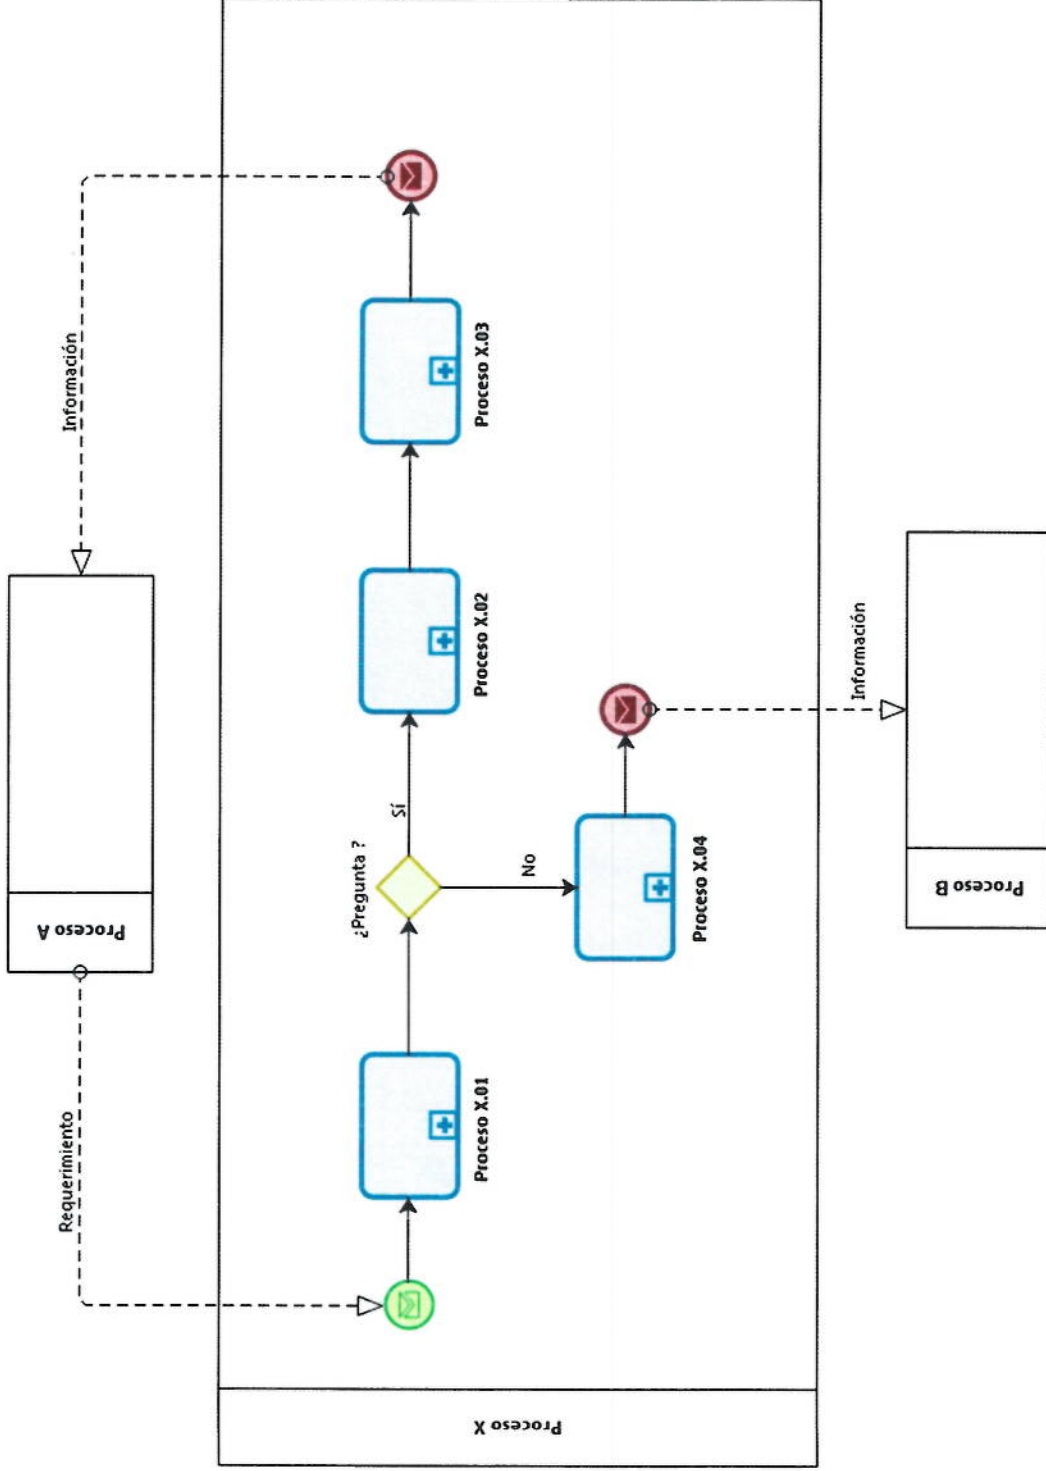 Proceso A
Requerimiento
Información
Proceso X
Proceso X.01
¿Pregunta ?
Sí
No
Proceso X.02
Proceso X.03
Proceso X.04
Información
Proceso B